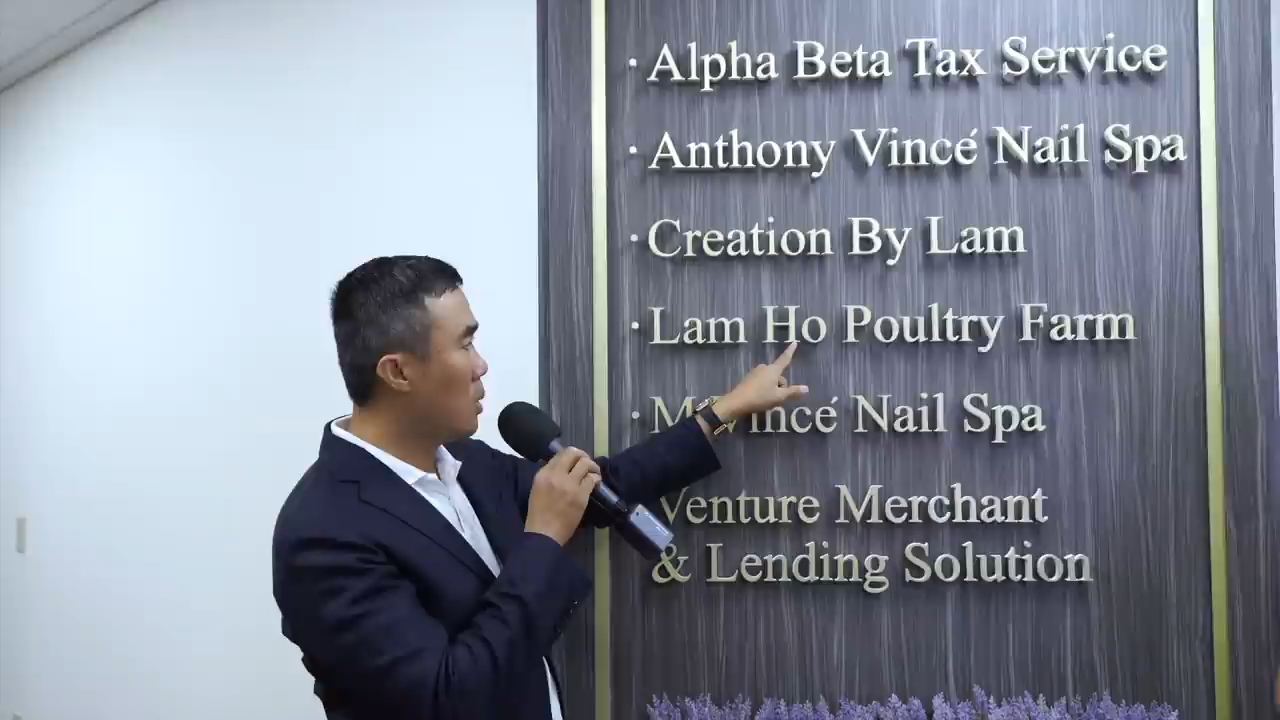 · Alpha Beta Tax Service
· Anthony Vincé Nail Spa
· Creation By Lam
· Lam Ho Poultry Farm
· Nail Spa
Venture Merchant
& Lending Solution